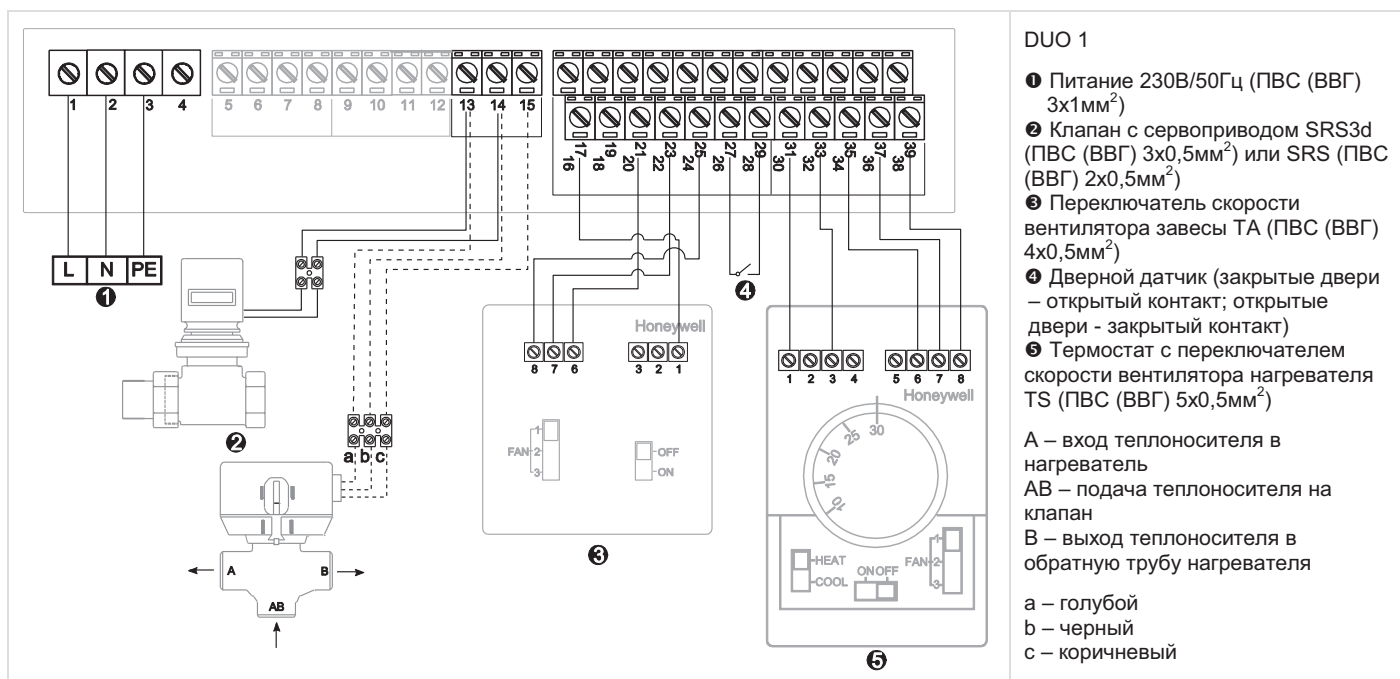 1 2 3 4 5 6 7 8 9 10 11 12 13 14 15
16 17 18 19 20 21 22 23 24 25 26 27 28 29 30 31 32 33 34 35 36 37 38 39
L N PE
❶
❷
a b c
A B
AB
Honeywell
8 7 6 3 2 1
FAN
1
2
3
OFF
ON
❸
❹
1 2 3 4 5 6 7 8
Honeywell
10 15 20 25 30
HEAT
COOL
ON OFF
FAN
1
2
3
❺
DUO 1
❶ Питание 230В/50Гц (ПВС (ВВГ)
3x1мм²)
❷ Клапан с сервоприводом SRS3d
(ПВС (ВВГ) 3x0,5мм²) или SRS (ПВС
(ВВГ) 2x0,5мм²)
❸ Переключатель скорости
вентилятора завесы TA (ПВС (ВВГ)
4x0,5мм²)
❹ Дверной датчик (закрытые двери
– открытый контакт; открытые
двери - закрытый контакт)
❺ Термостат с переключателем
скорости вентилятора нагревателя
TS (ПВС (ВВГ) 5x0,5мм²)
A – вход теплоносителя в
нагреватель
AB – подача теплоносителя на
клапан
B – выход теплоносителя в
обратную трубу нагревателя
a – голубой
b – черный
c – коричневый